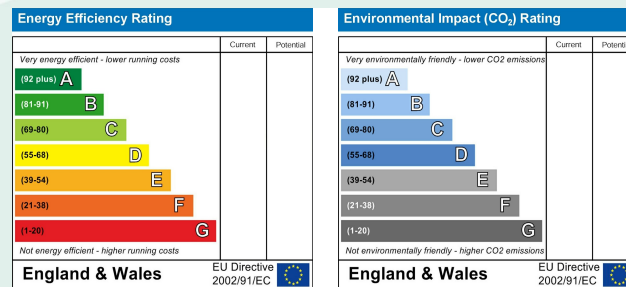 Energy Efficiency Rating
Current Potential
Very energy efficient - lower running costs
(92 plus) A
(81-91) B
(69-80) C
(55-68) D
(39-54) E
(21-38) F
(1-20) G
Not energy efficient - higher running costs
England & Wales
EU Directive
2002/91/EC
Environmental Impact (CO₂) Rating
Current Potential
Very environmentally friendly - lower CO2 emissions
(92 plus) A
(81-91) B
(69-80) C
(55-68) D
(39-54) E
(21-38) F
(1-20) G
Not environmentally friendly - higher CO2 emissions
England & Wales
EU Directive
2002/91/EC